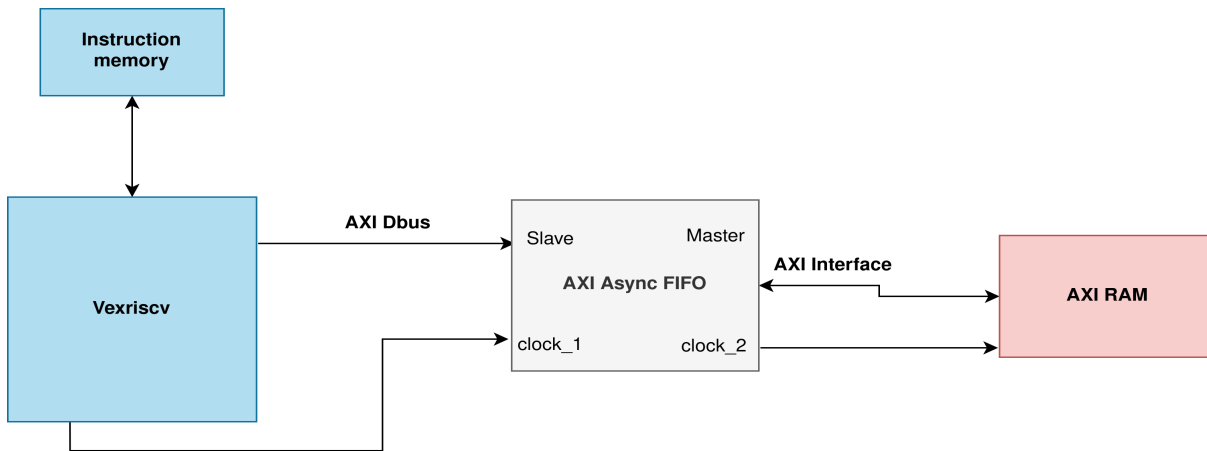 Instruction
memory
AXI Dbus
Slave
Master
AXI Interface
AXI Async FIFO
Vexriscv
AXI RAM
clock_1
clock_2